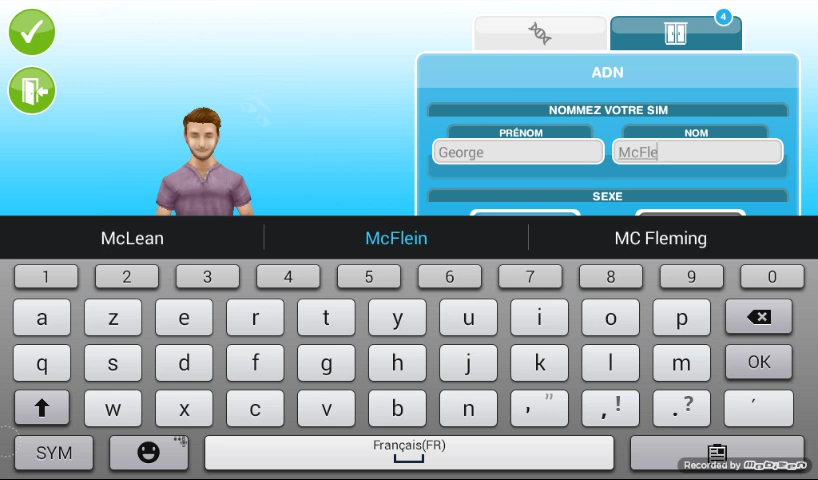 4
ADN
NOMMEZ VOTRE SIM
PRÉNOM NOM
George McFle
SEXE
McLean McFlein MC Fleming
1 2 3 4 5 6 7 8 9 0
a z e r t y u i o p
q s d f g h j k l m OK
w x c v b n ' " , ! . ? ´
SYM Français(FR)
Recorded by Mobizen